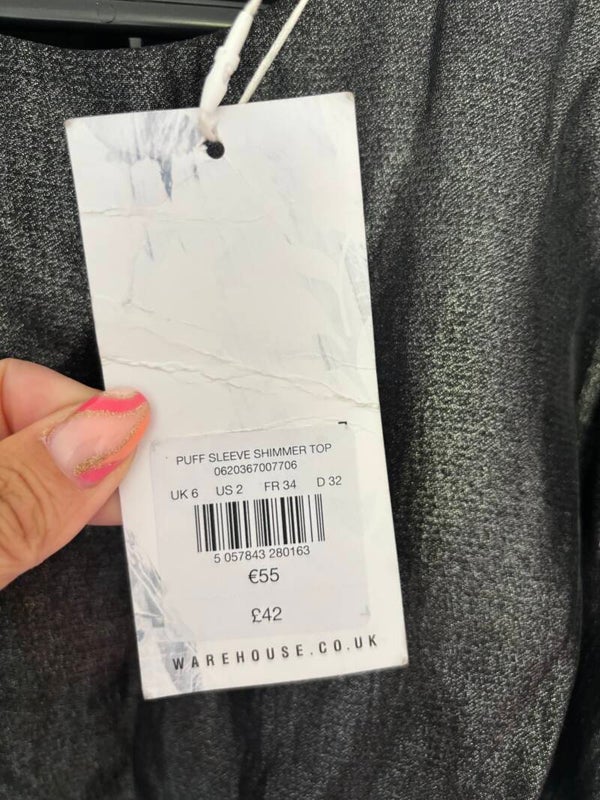 PUFF SLEEVE SHIMMER TOP
0620367007706
UK 6 US 2 FR 34 D 32
5 057843 280163
€55
£42
WAREHOUSE.CO.UK